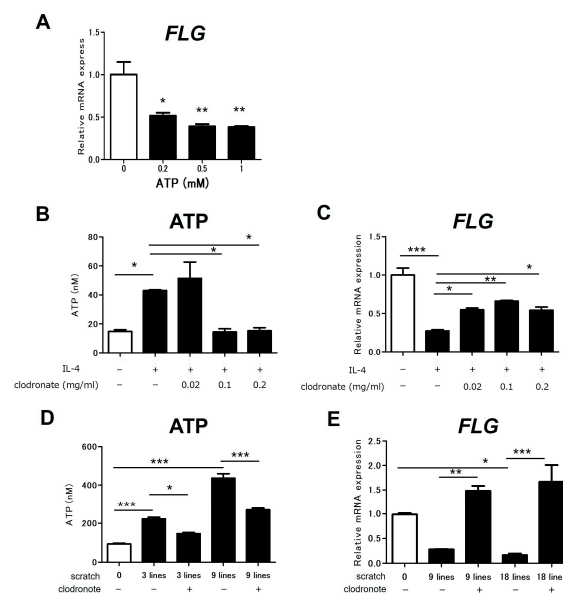 A
FLG
Relative mRNA express
1.5
1.0
0.5
0.0
*
**
**
0
0.2
0.5
1
ATP (mM)
B
ATP
ATP (nM)
80
60
40
20
0
*
*
*
IL-4
–
+
+
+
+
clodronate (mg/ml)
–
–
0.02
0.1
0.2
C
FLG
Relative mRNA expression
1.5
1.0
0.5
0.0
***
*
**
*
IL-4
–
+
+
+
+
clodronate (mg/ml)
–
–
0.02
0.1
0.2
D
ATP
ATP (nM)
600
400
200
0
***
***
***
*
scratch
0
3 lines
3 lines
9 lines
9 lines
clodronote
–
–
+
–
+
E
FLG
Relative mRNA expression
2.5
2.0
1.5
1.0
0.5
0.0
*
**
***
scratch
0
9 lines
9 lines
18 lines
18 line
clodronote
–
–
+
–
+